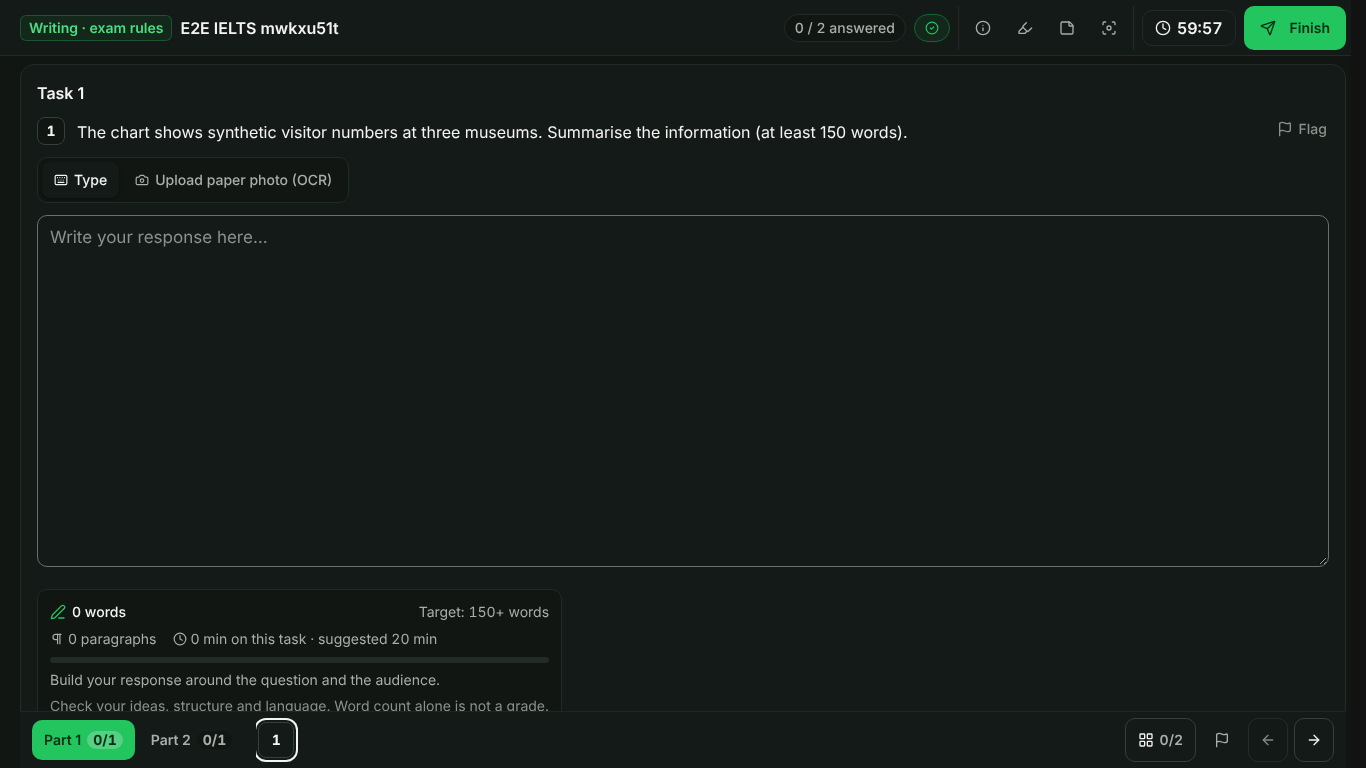 Writing · exam rules
E2E IELTS mwkxu51t
0 / 2 answered
59:57
Finish
Task 1
1
The chart shows synthetic visitor numbers at three museums. Summarise the information (at least 150 words).
Flag
Type
Upload paper photo (OCR)
Write your response here...
0 words
Target: 150+ words
0 paragraphs
0 min on this task · suggested 20 min
Build your response around the question and the audience.
Check your ideas, structure and language. Word count alone is not a grade.
Part 1 0/1
Part 2 0/1
1
0/2